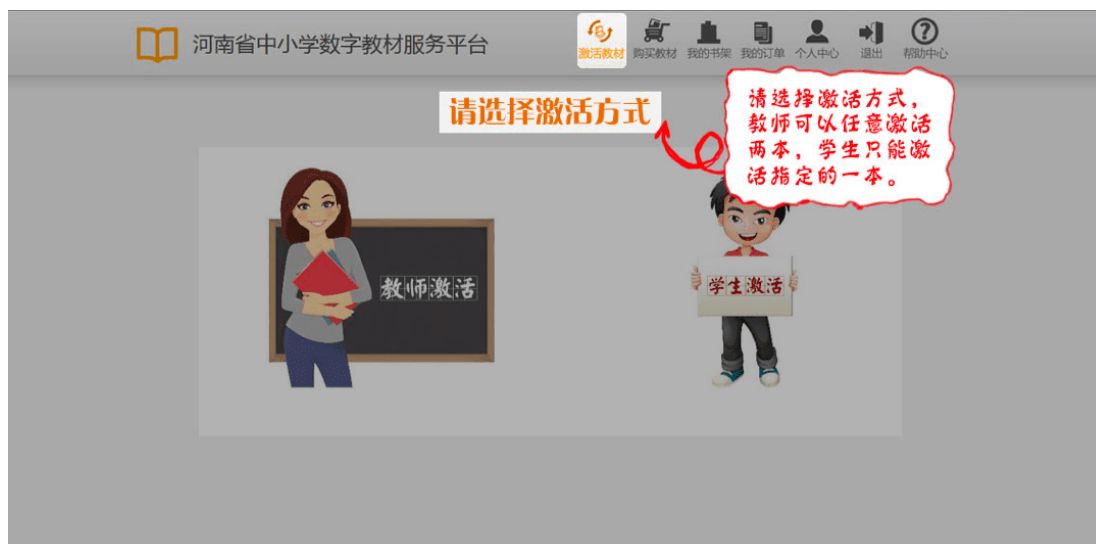 河南省中小学数字教材服务平台
激活教材 购买教材 我的书架 我的订单 个人中心 退出 帮助中心
请选择激活方式
请选择激活方式，
教师可以任意激活
两本，学生只能激
活指定的一本。
教师激活
学生激活